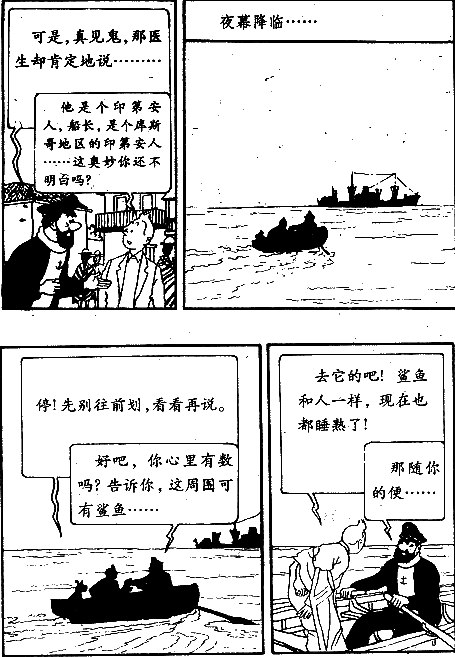 可是，真见鬼，那医
生却肯定地说………
他是个印第安
人，船长，是个库斯
哥地区的印第安人
……这奥妙你还不
明白吗？
夜幕降临……
停！先别往前划，看看再说。
好吧，你心里有数
吗？告诉你，这周围可
有鲨鱼……
去它的吧！鲨鱼
和人一样，现在也
都睡熟了！
那随你
的便……